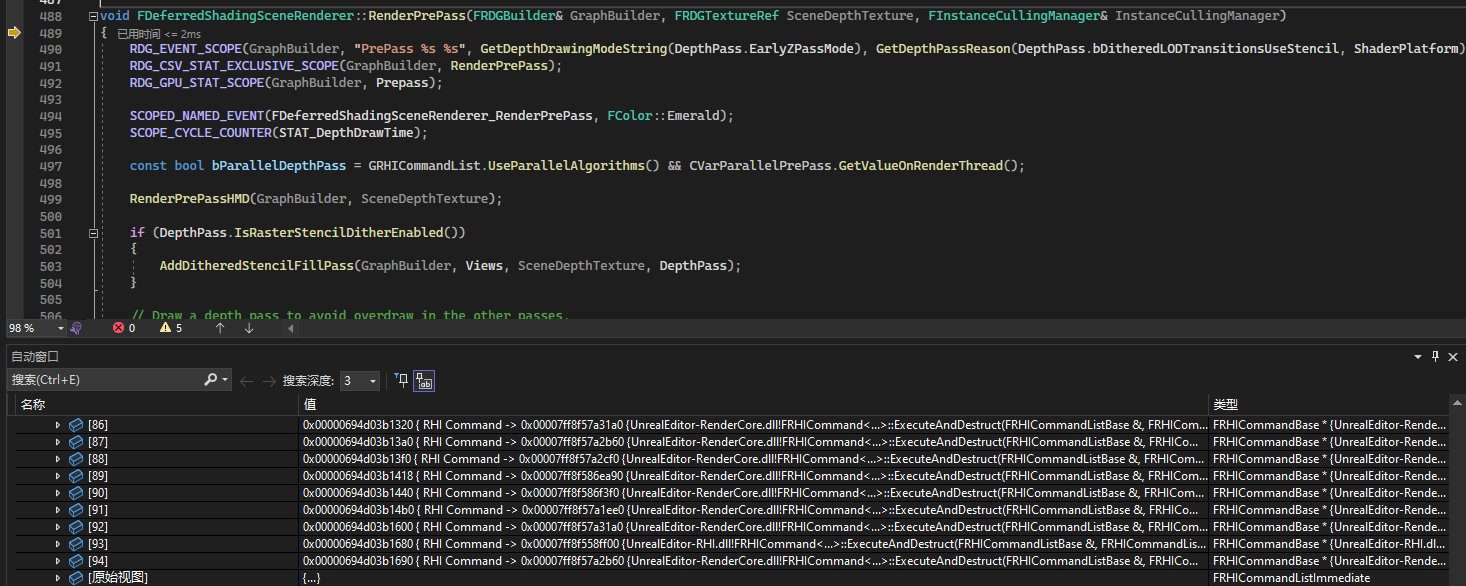 487
488 void FDeferredShadingSceneRenderer::RenderPrePass(FRDGBuilder& GraphBuilder, FRDGTextureRef SceneDepthTexture, FInstanceCullingManager& InstanceCullingManager)
489 { 已用时间 <= 2ms
490 RDG_EVENT_SCOPE(GraphBuilder, "PrePass %s %s", GetDepthDrawingModeString(DepthPass.EarlyZPassMode), GetDepthPassReason(DepthPass.bDitheredLODTransitionsUseStencil, ShaderPlatform)
491 RDG_CSV_STAT_EXCLUSIVE_SCOPE(GraphBuilder, RenderPrePass);
492 RDG_GPU_STAT_SCOPE(GraphBuilder, Prepass);
493
494 SCOPED_NAMED_EVENT(FDeferredShadingSceneRenderer_RenderPrePass, FColor::Emerald);
495 SCOPE_CYCLE_COUNTER(STAT_DepthDrawTime);
496
497 const bool bParallelDepthPass = GRHICommandList.UseParallelAlgorithms() && CVarParallelPrePass.GetValueOnRenderThread();
498
499 RenderPrePassHMD(GraphBuilder, SceneDepthTexture);
500
501 if (DepthPass.IsRasterStencilDitherEnabled())
502 {
503 AddDitheredStencilFillPass(GraphBuilder, Views, SceneDepthTexture, DepthPass);
504 }
505
506 // Draw a depth pass to avoid overdraw in the other passes.
98 % 0 5
自动窗口
搜索(Ctrl+E) 搜索深度: 3
名称 值 类型
[86] 0x00000694d03b1320 { RHI Command -> 0x00007ff8f57a31a0 {UnrealEditor-RenderCore.dll!FRHICommand<...>::ExecuteAndDestruct(FRHICommandListBase &, FRHICom... FRHICommandBase * {UnrealEditor-Rende...
[87] 0x00000694d03b13a0 { RHI Command -> 0x00007ff8f57a2b60 {UnrealEditor-RenderCore.dll!FRHICommand<...>::ExecuteAndDestruct(FRHICommandListBase &, FRHICo... FRHICommandBase * {UnrealEditor-Rende...
[88] 0x00000694d03b13f0 { RHI Command -> 0x00007ff8f57a2cf0 {UnrealEditor-RenderCore.dll!FRHICommand<...>::ExecuteAndDestruct(FRHICommandListBase &, FRHICom... FRHICommandBase * {UnrealEditor-Rende...
[89] 0x00000694d03b1418 { RHI Command -> 0x00007ff8f586ea90 {UnrealEditor-RenderCore.dll!FRHICommand<...>::ExecuteAndDestruct(FRHICommandListBase &, FRHICo... FRHICommandBase * {UnrealEditor-Rende...
[90] 0x00000694d03b1440 { RHI Command -> 0x00007ff8f586f3f0 {UnrealEditor-RenderCore.dll!FRHICommand<...>::ExecuteAndDestruct(FRHICommandListBase &, FRHICom... FRHICommandBase * {UnrealEditor-Rende...
[91] 0x00000694d03b14b0 { RHI Command -> 0x00007ff8f57a1ee0 {UnrealEditor-RenderCore.dll!FRHICommand<...>::ExecuteAndDestruct(FRHICommandListBase &, FRHICo... FRHICommandBase * {UnrealEditor-Rende...
[92] 0x00000694d03b1600 { RHI Command -> 0x00007ff8f57a31a0 {UnrealEditor-RenderCore.dll!FRHICommand<...>::ExecuteAndDestruct(FRHICommandListBase &, FRHICom... FRHICommandBase * {UnrealEditor-Rende...
[93] 0x00000694d03b1680 { RHI Command -> 0x00007ff8f558ff00 {UnrealEditor-RHI.dll!FRHICommand<...>::ExecuteAndDestruct(FRHICommandListBase &, FRHICommandLis... FRHICommandBase * {UnrealEditor-RHI.dl...
[94] 0x00000694d03b1690 { RHI Command -> 0x00007ff8f57a2b60 {UnrealEditor-RenderCore.dll!FRHICommand<...>::ExecuteAndDestruct(FRHICommandListBase &, FRHICo... FRHICommandBase * {UnrealEditor-Rende...
[原始视图] {...} FRHICommandListImmediate